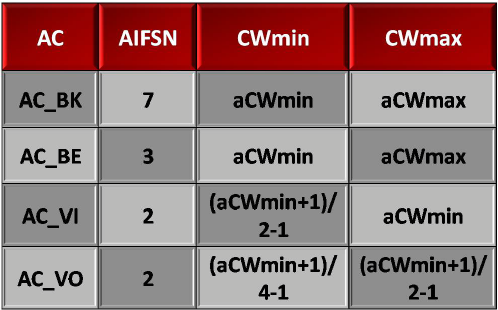 AC AIFSN CWmin CWmax
AC_BK 7 aCWmin aCWmax
AC_BE 3 aCWmin aCWmax
AC_VI 2 (aCWmin+1)/
2-1 aCWmin
AC_VO 2 (aCWmin+1)/
4-1 (aCWmin+1)/
2-1